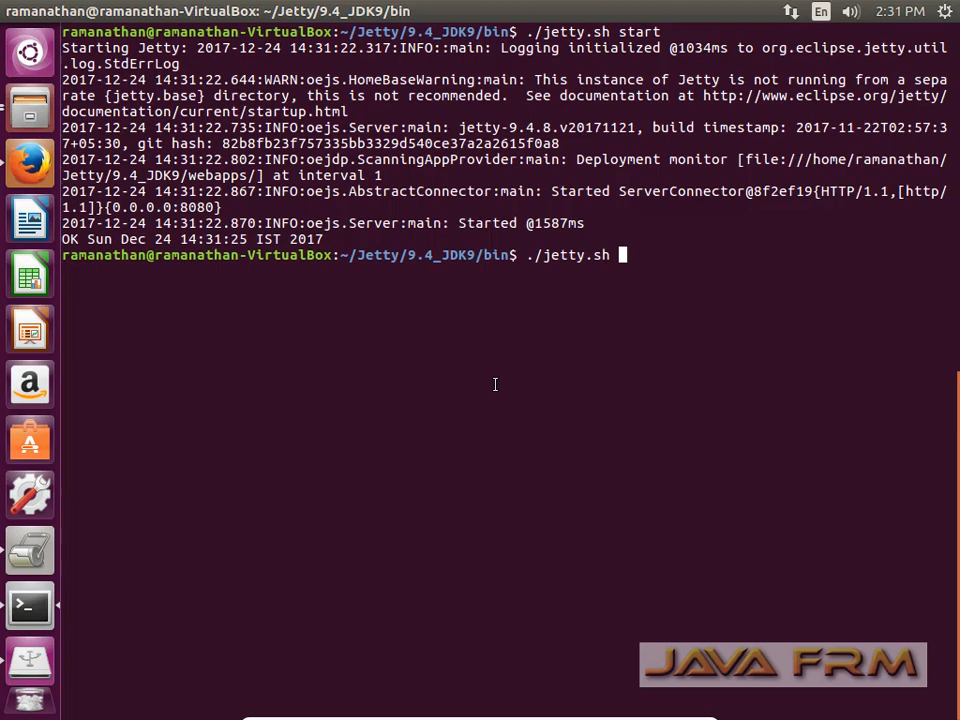 ramanathan@ramanathan-VirtualBox: ~/Jetty/9.4_JDK9/bin
En
2:31 PM
ramanathan@ramanathan-VirtualBox:~/Jetty/9.4_JDK9/bin$ ./jetty.sh start
Starting Jetty: 2017-12-24 14:31:22.317:INFO::main: Logging initialized @1034ms to org.eclipse.jetty.util
.log.StdErrLog
2017-12-24 14:31:22.644:WARN:oejs.HomeBaseWarning:main: This instance of Jetty is not running from a sepa
rate {jetty.base} directory, this is not recommended.  See documentation at http://www.eclipse.org/jetty/
documentation/current/startup.html
2017-12-24 14:31:22.735:INFO:oejs.Server:main: jetty-9.4.8.v20171121, build timestamp: 2017-11-22T02:57:3
7+05:30, git hash: 82b8fb23f757335bb3329d540ce37a2a2615f0a8
2017-12-24 14:31:22.802:INFO:oejdp.ScanningAppProvider:main: Deployment monitor [file:///home/ramanathan/
Jetty/9.4_JDK9/webapps/] at interval 1
2017-12-24 14:31:22.867:INFO:oejs.AbstractConnector:main: Started ServerConnector@8f2ef19{HTTP/1.1,[http/
1.1]}{0.0.0.0:8080}
2017-12-24 14:31:22.870:INFO:oejs.Server:main: Started @1587ms
OK Sun Dec 24 14:31:25 IST 2017
ramanathan@ramanathan-VirtualBox:~/Jetty/9.4_JDK9/bin$ ./jetty.sh
JAVA FRM